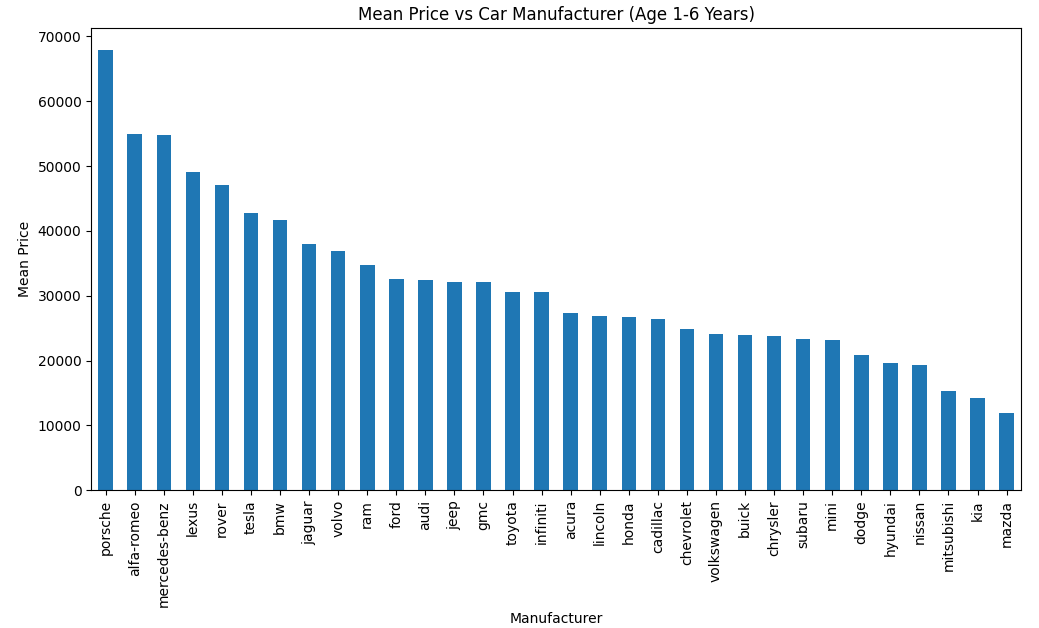 Mean Price vs Car Manufacturer (Age 1-6 Years)
70000
60000
50000
40000
30000
20000
10000
0
Mean Price
porsche
alfa-romeo
mercedes-benz
lexus
rover
tesla
bmw
jaguar
volvo
ram
ford
audi
jeep
gmc
toyota
infiniti
acura
lincoln
honda
cadillac
chevrolet
volkswagen
buick
chrysler
subaru
mini
dodge
hyundai
nissan
mitsubishi
kia
mazda
Manufacturer